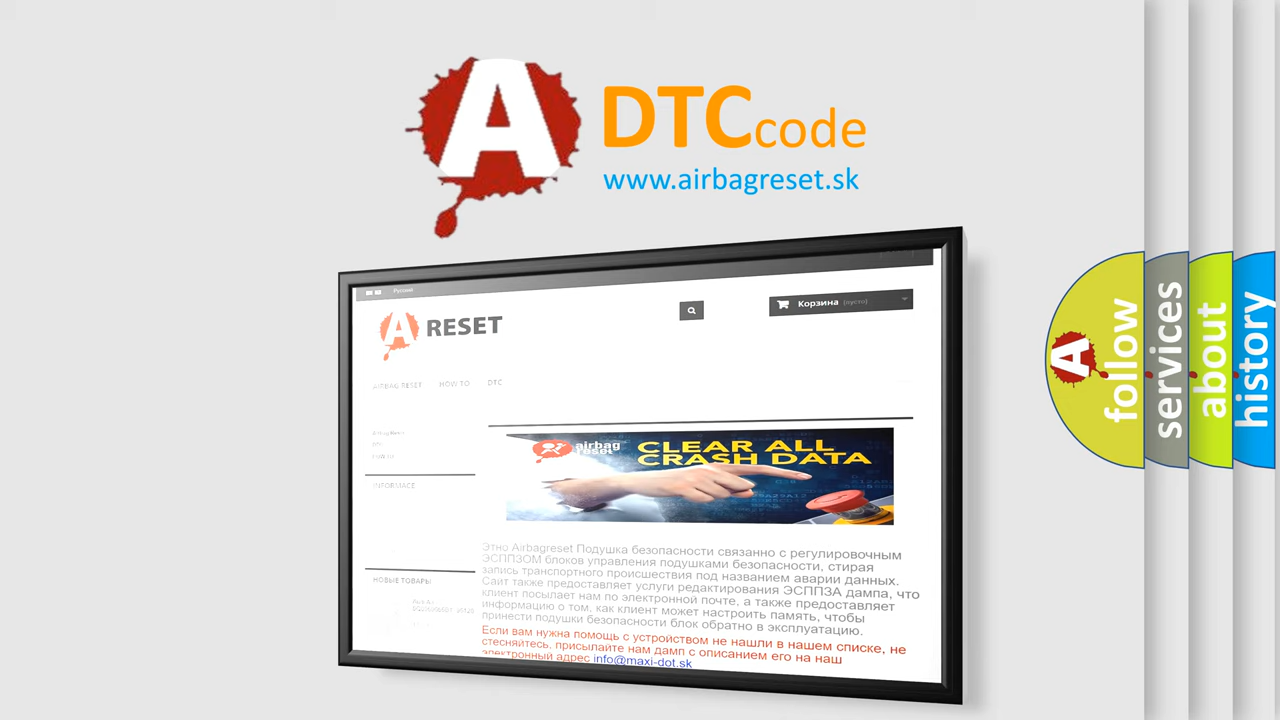 A
DTCcode
www.airbagreset.sk
Русский
Корзина (пусто)
A RESET
AIRBAG RESET HOW TO DTC
airbag
reset
CLEAR ALL
CRASH DATA
INFORMACE
Этно Airbagreset Подушка безопасности связанно с регулировочным
ЭСППЗОМ блоков управления подушками безопасности, стирая
запись транспортного происшествия под названием аварии данных.
Сайт также предоставляет услуги редактирования ЭСППЗА дампа, что
клиент посылает нам по электронной почте, а также предоставляет
информацию о том, как клиент может настроить память, чтобы
принести подушки безопасности блок обратно в эксплуатацию.
Если вам нужна помощь с устройством не нашли в нашем списке, не
стесняйтесь, присылайте нам дамп с описанием его на наш
электронный адрес info@maxi-dot.sk
НОВЫЕ ТОВАРЫ
A
follow
services
about
history